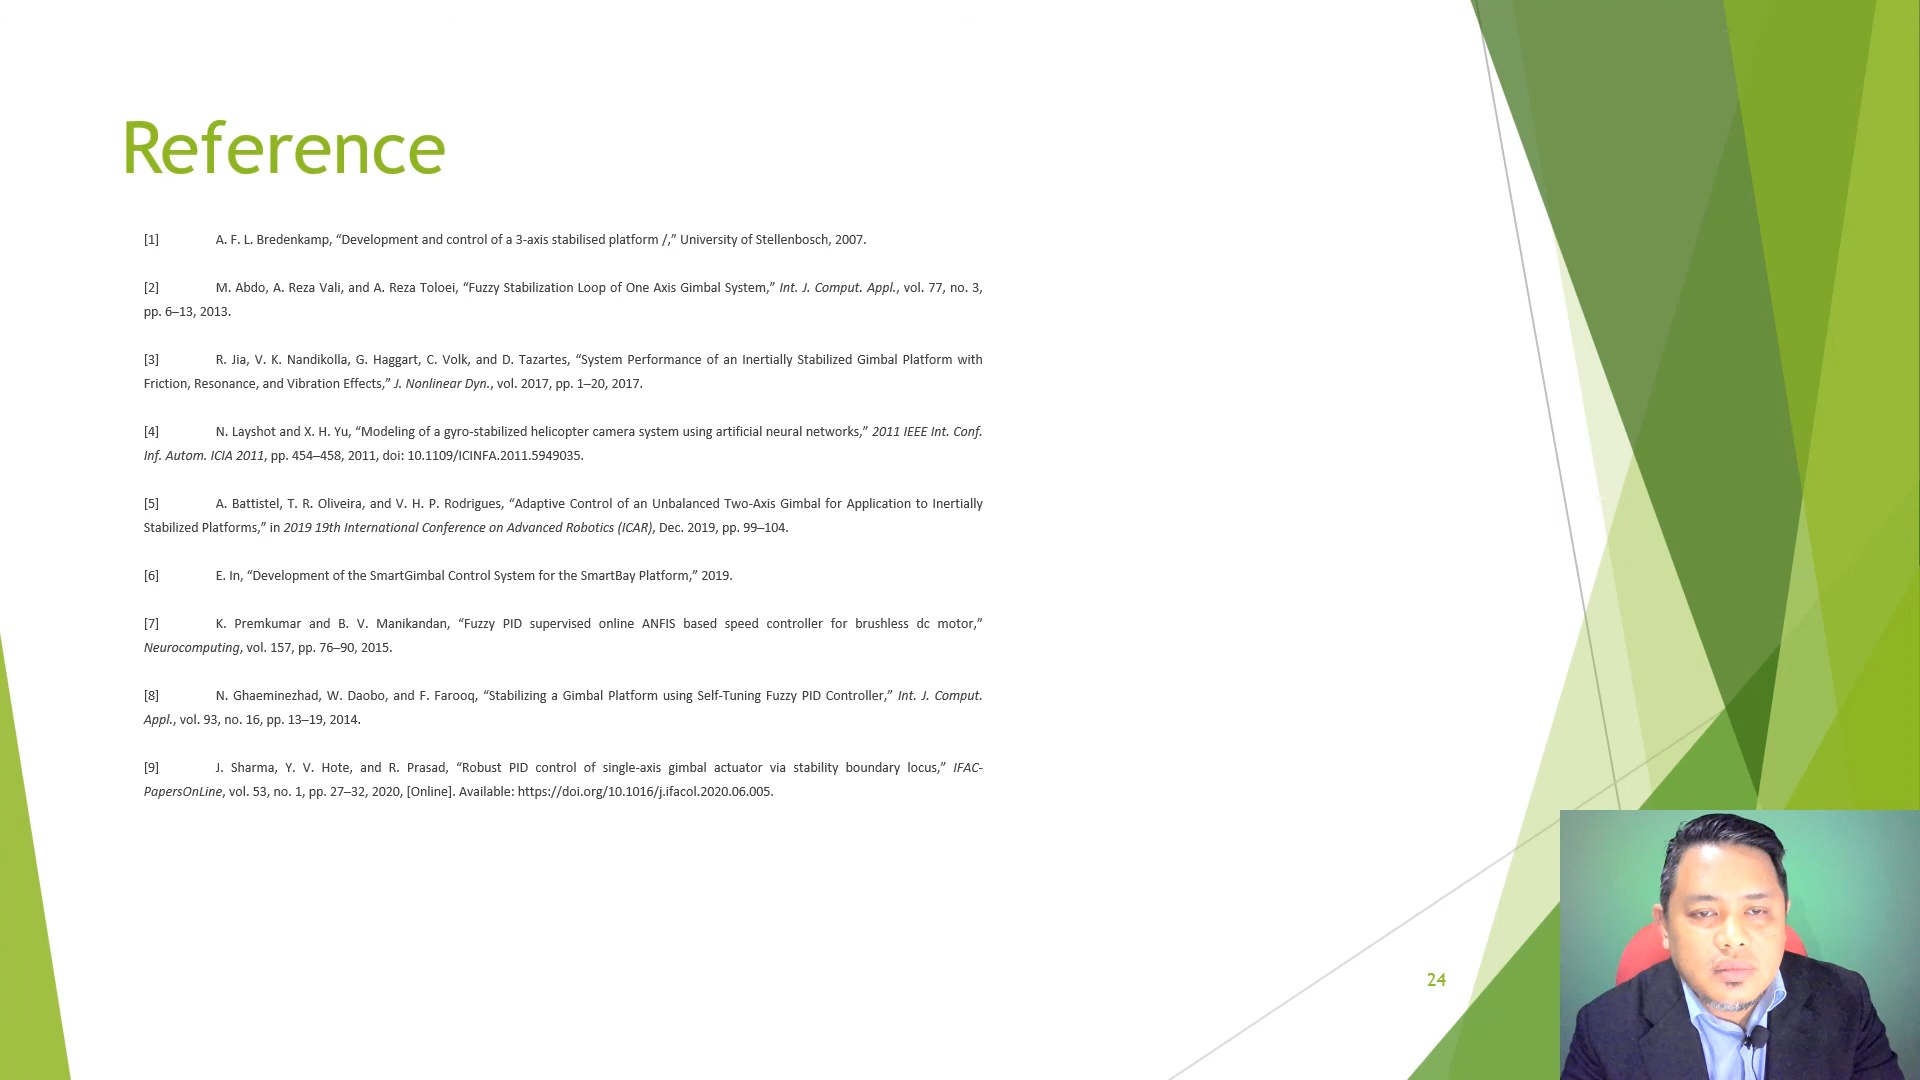 Reference
[1] A. F. L. Bredenkamp, “Development and control of a 3-axis stabilised platform /,” University of Stellenbosch, 2007.
[2] M. Abdo, A. Reza Vali, and A. Reza Toloei, “Fuzzy Stabilization Loop of One Axis Gimbal System,” Int. J. Comput. Appl., vol. 77, no. 3,
pp. 6–13, 2013.
[3] R. Jia, V. K. Nandikolla, G. Haggart, C. Volk, and D. Tazartes, “System Performance of an Inertially Stabilized Gimbal Platform with
Friction, Resonance, and Vibration Effects,” J. Nonlinear Dyn., vol. 2017, pp. 1–20, 2017.
[4] N. Layshot and X. H. Yu, “Modeling of a gyro-stabilized helicopter camera system using artificial neural networks,” 2011 IEEE Int. Conf.
Inf. Autom. ICIA 2011, pp. 454–458, 2011, doi: 10.1109/ICINFA.2011.5949035.
[5] A. Battistel, T. R. Oliveira, and V. H. P. Rodrigues, “Adaptive Control of an Unbalanced Two-Axis Gimbal for Application to Inertially
Stabilized Platforms,” in 2019 19th International Conference on Advanced Robotics (ICAR), Dec. 2019, pp. 99–104.
[6] E. In, “Development of the SmartGimbal Control System for the SmartBay Platform,” 2019.
[7] K. Premkumar and B. V. Manikandan, “Fuzzy PID supervised online ANFIS based speed controller for brushless dc motor,”
Neurocomputing, vol. 157, pp. 76–90, 2015.
[8] N. Ghaeminezhad, W. Daobo, and F. Farooq, “Stabilizing a Gimbal Platform using Self-Tuning Fuzzy PID Controller,” Int. J. Comput.
Appl., vol. 93, no. 16, pp. 13–19, 2014.
[9] J. Sharma, Y. V. Hote, and R. Prasad, “Robust PID control of single-axis gimbal actuator via stability boundary locus,” IFAC-
PapersOnLine, vol. 53, no. 1, pp. 27–32, 2020, [Online]. Available: https://doi.org/10.1016/j.ifacol.2020.06.005.
24